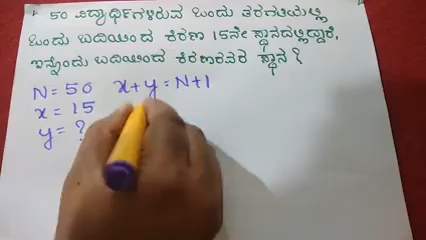 50 ವಿದ್ಯಾರ್ಥಿಗಳಿರುವ ಒಂದು ತರಗತಿಯಲ್ಲಿ
ಒಂದು ಬದಿಯಿಂದ ಕಿರಣ 15ನೇ ಸ್ಥಾನದಲ್ಲಿದ್ದಾರೆ,
ಇನ್ನೊಂದು ಬದಿಯಿಂದ ಕಿರಣರವರ ಸ್ಥಾನ ?
N = 50 x+y = N+1
x = 15
y = ?